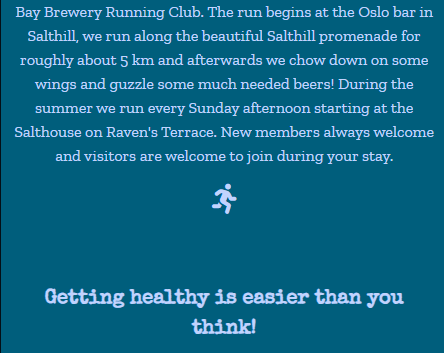 Bay Brewery Running Club. The run begins at the Oslo bar in
Salthill, we run along the beautiful Salthill promenade for
roughly about 5 km and afterwards we chow down on some
wings and guzzle some much needed beers! During the
summer we run every Sunday afternoon starting at the
Salthouse on Raven's Terrace. New members always welcome
and visitors are welcome to join during your stay.
Getting healthy is easier than you
think!